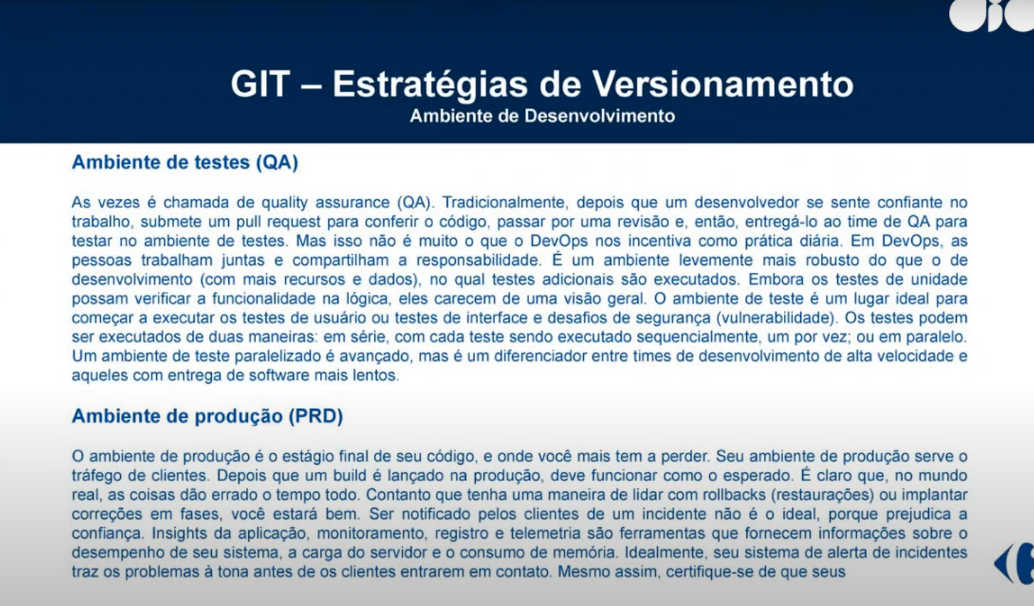 GIT – Estratégias de Versionamento
Ambiente de Desenvolvimento
Ambiente de testes (QA)
As vezes é chamada de quality assurance (QA). Tradicionalmente, depois que um desenvolvedor se sente confiante no
trabalho, submete um pull request para conferir o código, passar por uma revisão e, então, entregá-lo ao time de QA para
testar no ambiente de testes. Mas isso não é muito o que o DevOps nos incentiva como prática diária. Em DevOps, as
pessoas trabalham juntas e compartilham a responsabilidade. É um ambiente levemente mais robusto do que o de
desenvolvimento (com mais recursos e dados), no qual testes adicionais são executados. Embora os testes de unidade
possam verificar a funcionalidade na lógica, eles carecem de uma visão geral. O ambiente de teste é um lugar ideal para
começar a executar os testes de usuário ou testes de interface e desafios de segurança (vulnerabilidade). Os testes podem
ser executados de duas maneiras: em série, com cada teste sendo executado sequencialmente, um por vez; ou em paralelo.
Um ambiente de teste paralelizado é avançado, mas é um diferenciador entre times de desenvolvimento de alta velocidade e
aqueles com entrega de software mais lentos.
Ambiente de produção (PRD)
O ambiente de produção é o estágio final de seu código, e onde você mais tem a perder. Seu ambiente de produção serve o
tráfego de clientes. Depois que um build é lançado na produção, deve funcionar como o esperado. É claro que, no mundo
real, as coisas dão errado o tempo todo. Contanto que tenha uma maneira de lidar com rollbacks (restaurações) ou implantar
correções em fases, você estará bem. Ser notificado pelos clientes de um incidente não é o ideal, porque prejudica a
confiança. Insights da aplicação, monitoramento, registro e telemetria são ferramentas que fornecem informações sobre o
desempenho de seu sistema, a carga do servidor e o consumo de memória. Idealmente, seu sistema de alerta de incidentes
traz os problemas à tona antes de os clientes entrarem em contato. Mesmo assim, certifique-se de que seus